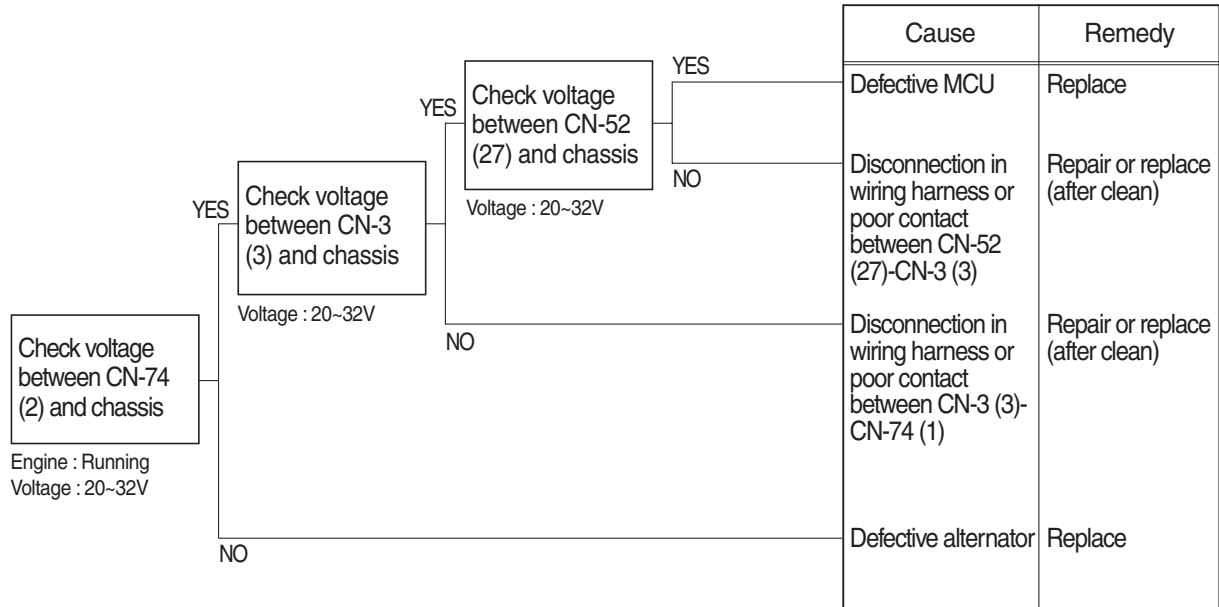 Cause
Remedy
YES
Defective MCU
Replace
YES
Check voltage
between CN-52
(27) and chassis
NO
Voltage : 20~32V
Disconnection in
wiring harness or
poor contact
between CN-52
(27)-CN-3 (3)
Repair or replace
(after clean)
YES
Check voltage
between CN-3
(3) and chassis
Voltage : 20~32V
NO
Disconnection in
wiring harness or
poor contact
between CN-3 (3)-
CN-74 (1)
Repair or replace
(after clean)
Check voltage
between CN-74
(2) and chassis
Engine : Running
Voltage : 20~32V
NO
Defective alternator
Replace